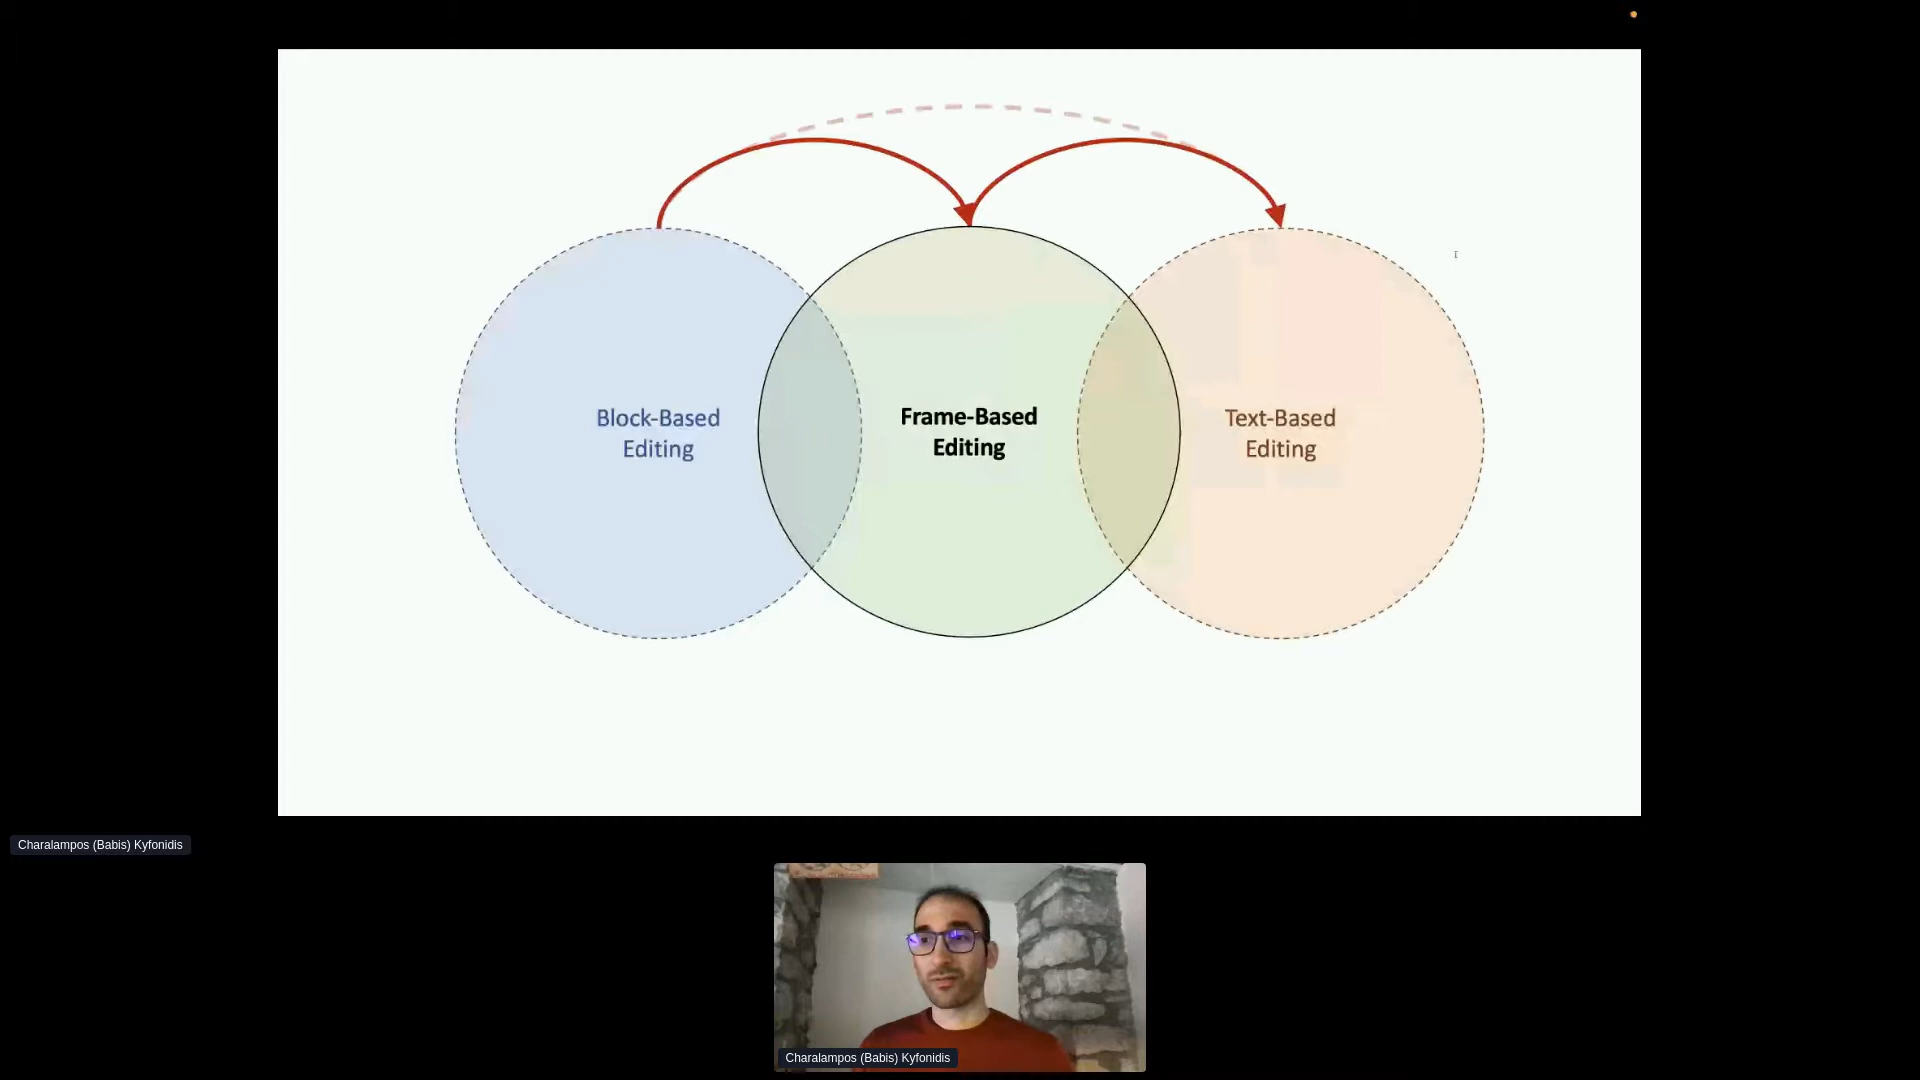 Block-Based
Editing
Frame-Based
Editing
Text-Based
Editing
Charalampos (Babis) Kyfonidis
Charalampos (Babis) Kyfonidis